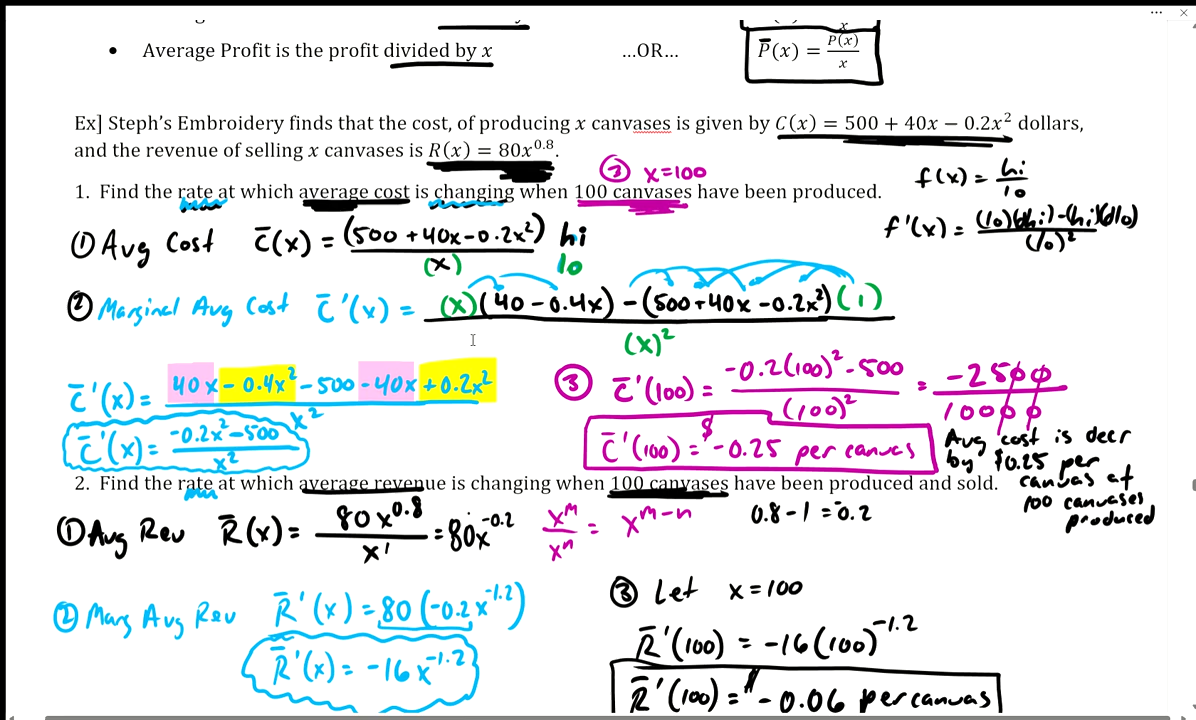 • Average Profit is the profit divided by x ...OR... P̄(x) = P(x)/x
Ex] Steph's Embroidery finds that the cost, of producing x canvases is given by C(x) = 500 + 40x − 0.2x² dollars,
and the revenue of selling x canvases is R(x) = 80x^0.8.
③ x=100
f(x) = hi/lo
1. Find the rate at which average cost is changing when 100 canvases have been produced.
f'(x) = (lo)(dhi)-(hi)(dlo)/(lo)²
① Avg Cost C̄(x) = (500+40x-0.2x²)/(x) hi lo
② Marginal Avg Cost C̄'(x) = (x)(40-0.4x)-(500+40x-0.2x²)(1)/(x)²
C̄'(x) = 40x-0.4x²-500-40x+0.2x²/x²
③ C̄'(100) = -0.2(100)²-500/(100)² = -2500/10000
C̄'(x) = -0.2x²-500/x²
C̄'(100) = $-0.25 per canvas
Avg cost is decr
by $0.25 per
canvas at
100 canvases
produced
2. Find the rate at which average revenue is changing when 100 canvases have been produced and sold.
① Avg Rev R̄(x) = 80x^0.8/x^1 = 80x^-0.2 x^m/x^n = x^m-n 0.8-1=-0.2
② Marg Avg Rev R̄'(x) = 80(-0.2x^-1.2)
R̄'(x) = -16x^-1.2
③ Let x=100
R̄'(100) = -16(100)^-1.2
R̄'(100) = $-0.06 per canvas